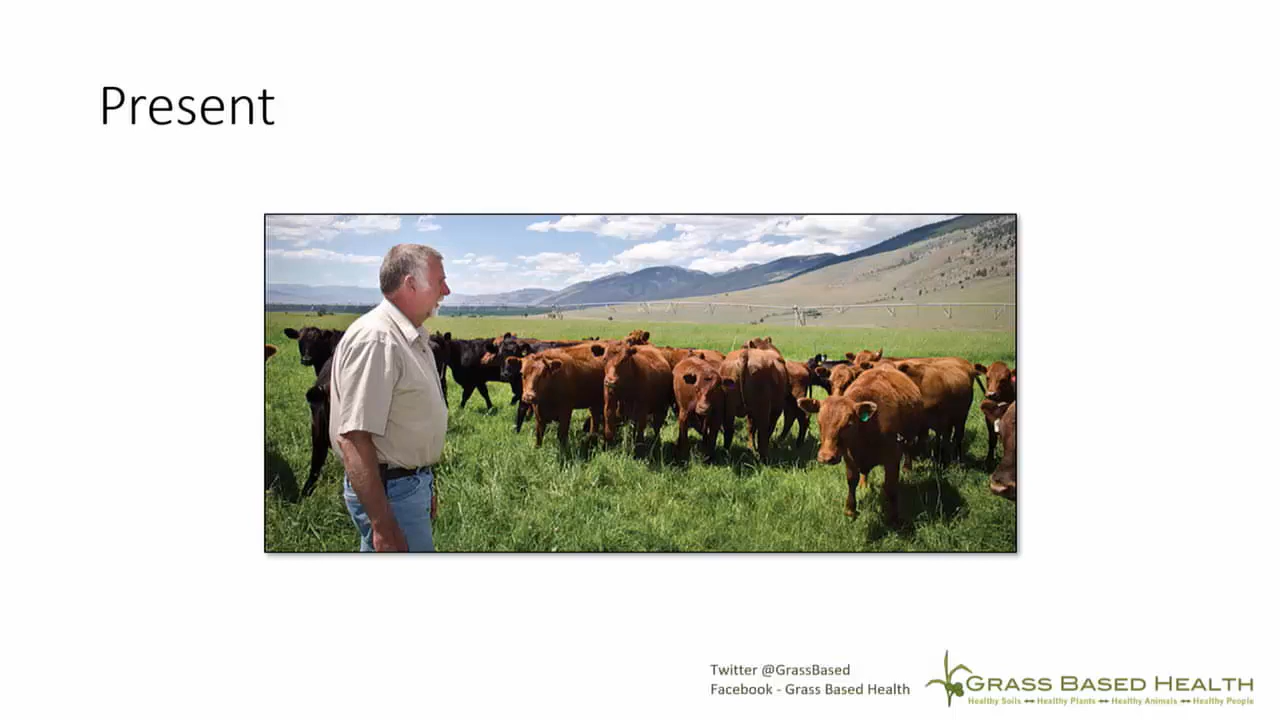 Present
Twitter @GrassBased
Facebook - Grass Based Health
GRASS BASED HEALTH
Healthy Soils ↔ Healthy Plants ↔ Healthy Animals ↔ Healthy People